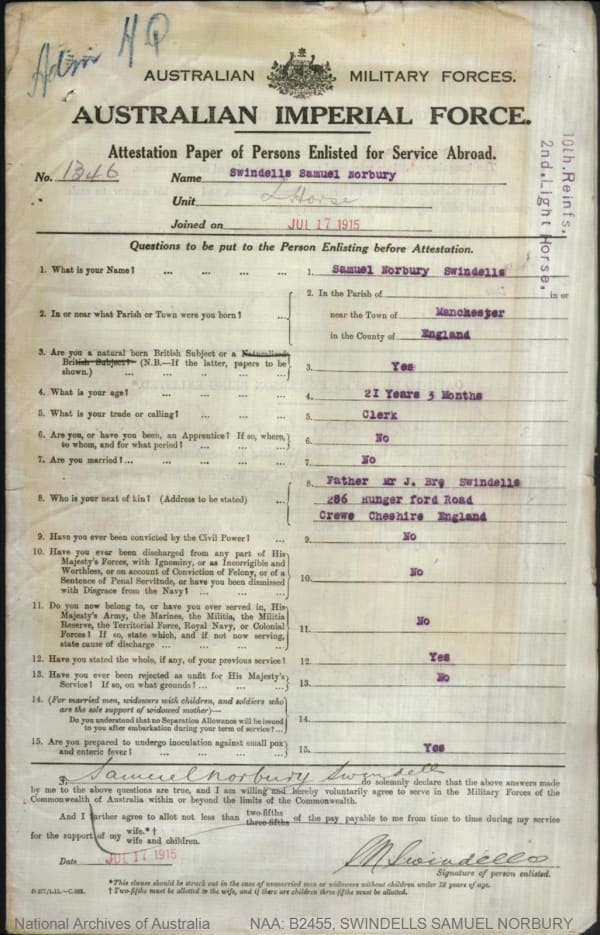 Adm H Q
AUSTRALIAN MILITARY FORCES.
AUSTRALIAN IMPERIAL FORCE.
Attestation Paper of Persons Enlisted for Service Abroad.
No. 1346 Name Swindells Samuel Norbury
Unit L Horse
Joined on JUL 17 1915
10th. Reinfs,
2nd. Light Horse.
Questions to be put to the Person Enlisting before Attestation.
1. What is your Name? ... ... ... ... 1. Samuel Norbury Swindells
2. In or near what Parish or Town were you born? ... 2. In the Parish of in or
near the Town of Manchester
in the County of England
3. Are you a natural born British Subject or a Naturalised
British Subject? (N.B.—If the latter, papers to be
shown.) ... ... ... ... 3. Yes
4. What is your age? ... ... ... ... 4. 21 Years 3 Months
5. What is your trade or calling? ... ... ... 5. Clerk
6. Are you, or have you been, an Apprentice? If so, where,
to whom, and for what period? ... ... ... 6. No
7. Are you married? ... ... ... ... ... 7. No
8. Who is your next of kin? (Address to be stated) ... 8. Father Mr J. Bre Swindells
286 Hunger ford Road
Crewe Cheshire England
9. Have you ever been convicted by the Civil Power? ... 9. No
10. Have you ever been discharged from any part of His
Majesty's Forces, with Ignominy, or as Incorrigible and
Worthless, or on account of Conviction of Felony, or of a
Sentence of Penal Servitude, or have you been dismissed
with Disgrace from the Navy? ... ... ... 10. No
11. Do you now belong to, or have you ever served in, His
Majesty's Army, the Marines, the Militia, the Militia
Reserve, the Territorial Force, Royal Navy, or Colonial
Forces? If so, state which, and if not now serving,
state cause of discharge ... ... ... ... 11. No
12. Have you stated the whole, if any, of your previous service? 12. Yes
13. Have you ever been rejected as unfit for His Majesty's
Service? If so, on what grounds? ... ... ... 13. No
14. (For married men, widowers with children, and soldiers who
are the sole support of widowed mother)—
Do you understand that no Separation Allowance will be issued
to you after embarkation during your term of service? ... 14.
15. Are you prepared to undergo inoculation against small pox
and enteric fever? ... ... ... ... 15. Yes
I, Samuel Norbury Swindells do solemnly declare that the above answers made
by me to the above questions are true, and I am willing and hereby voluntarily agree to serve in the Military Forces of the
Commonwealth of Australia within or beyond the limits of the Commonwealth.
And I further agree to allot not less than two-fifths three-fifths of the pay payable to me from time to time during my service
for the support of my wife.*† wife and children.
Date JUL 17 1915 S N Swindells
Signature of person enlisted.
*This clause should be struck out in the case of unmarried men or widowers without children under 18 years of age.
† Two-fifths must be allotted to the wife, and if there are children three-fifths must be allotted.
D.277/1.15.—C.582.
National Archives of Australia NAA: B2455, SWINDELLS SAMUEL NORBURY